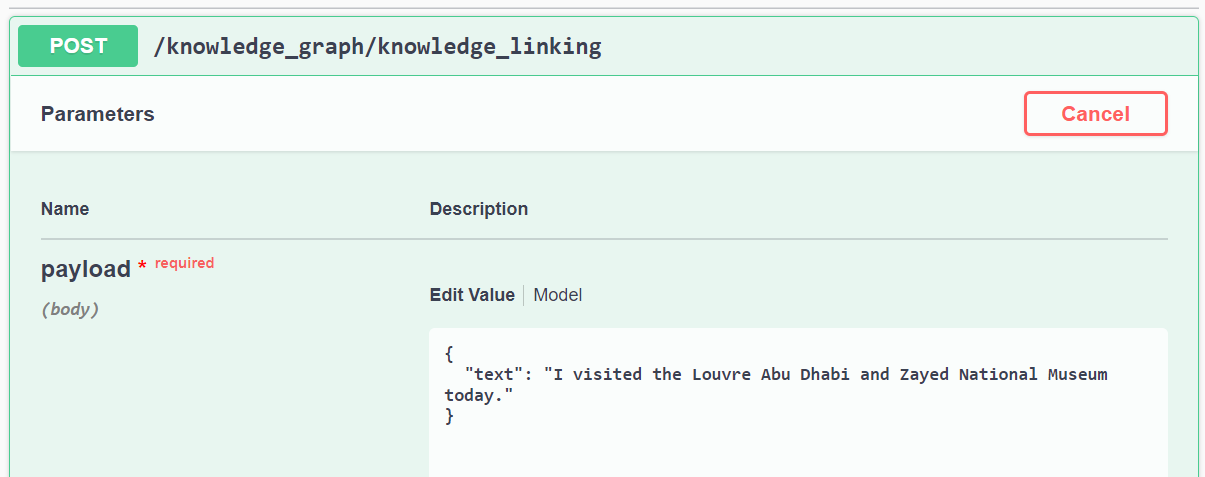 POST /knowledge_graph/knowledge_linking
Parameters Cancel
Name Description
payload * required
(body)
Edit Value Model
{
"text": "I visited the Louvre Abu Dhabi and Zayed National Museum
today."
}